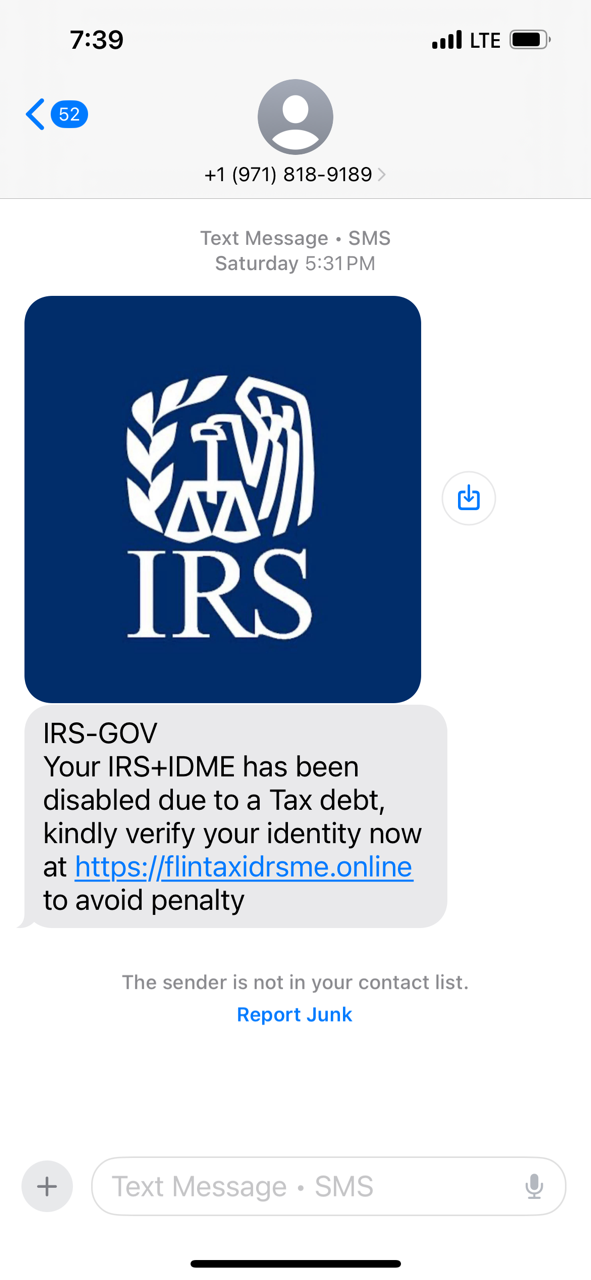 7:39
LTE
52
+1 (971) 818-9189
Text Message • SMS
Saturday 5:31 PM
IRS
IRS-GOV
Your IRS+IDME has been
disabled due to a Tax debt,
kindly verify your identity now
at https://flintaxidrsme.online
to avoid penalty
The sender is not in your contact list.
Report Junk
Text Message • SMS